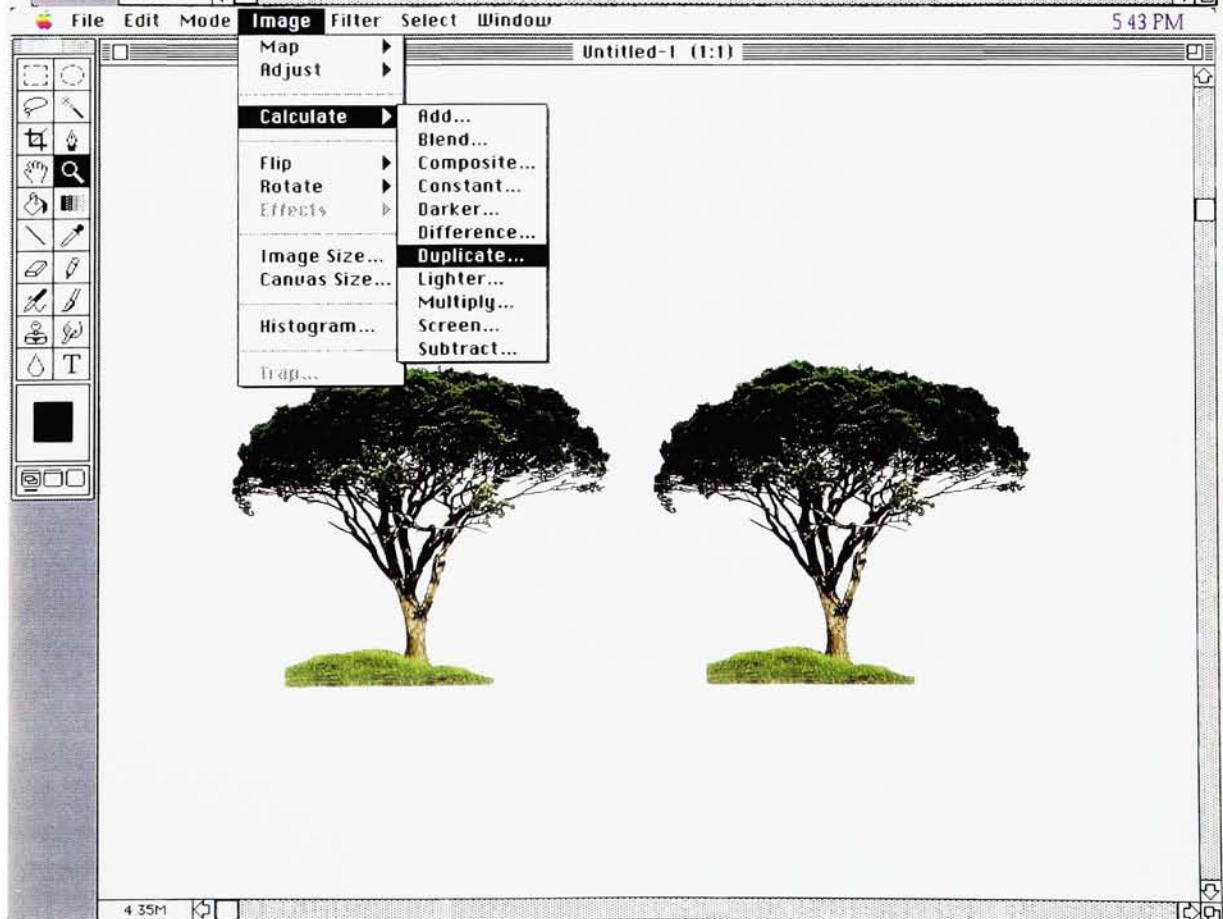 File Edit Mode Image Filter Select Window 5 43 PM
Untitled-1 (1:1)
Map
Adjust
Calculate
Flip
Rotate
Effects
Image Size...
Canvas Size...
Histogram...
Trap...
Add...
Blend...
Composite...
Constant...
Darker...
Difference...
Duplicate...
Lighter...
Multiply...
Screen...
Subtract...
T
4.35M